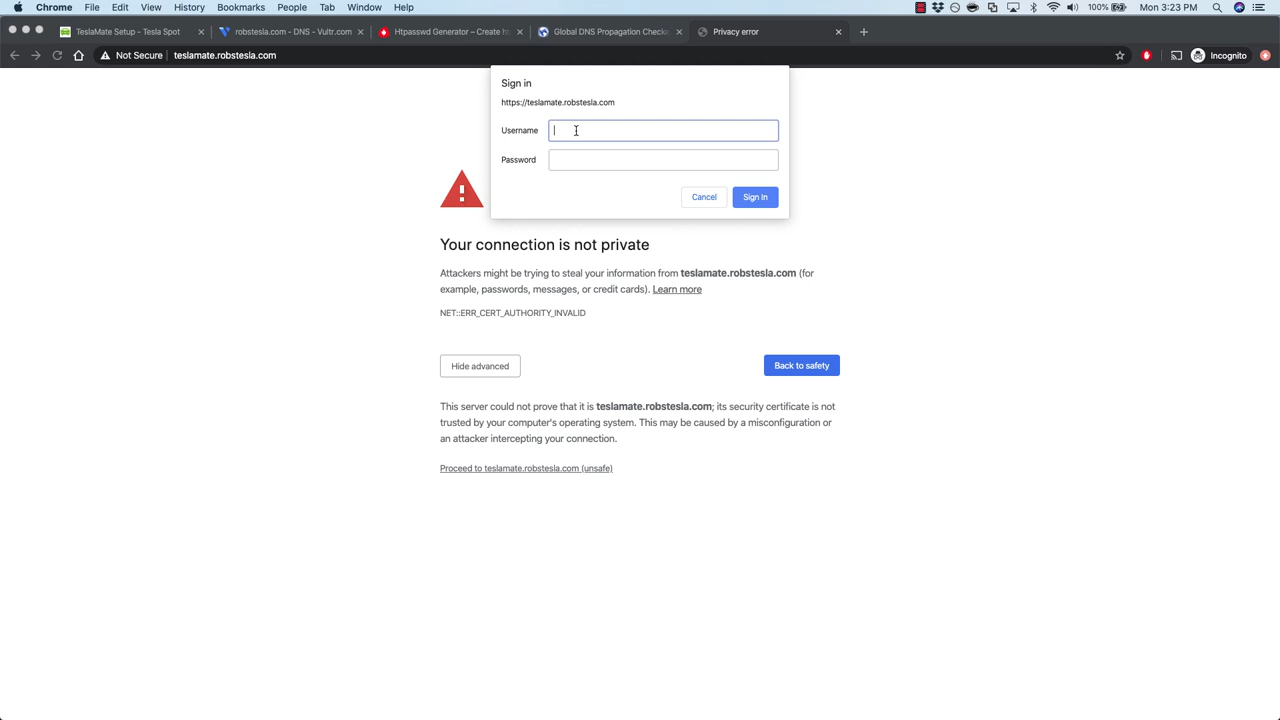 Chrome File Edit View History Bookmarks People Tab Window Help 100% Mon 3:23 PM
TeslaMate Setup - Tesla Spot robstesla.com - DNS - Vultr.com Htpasswd Generator – Create ht Global DNS Propagation Checke Privacy error
Not Secure teslamate.robstesla.com Incognito
Sign in
https://teslamate.robstesla.com
Username
Password
Cancel Sign In
Your connection is not private
Attackers might be trying to steal your information from teslamate.robstesla.com (for
example, passwords, messages, or credit cards). Learn more
NET::ERR_CERT_AUTHORITY_INVALID
Hide advanced Back to safety
This server could not prove that it is teslamate.robstesla.com; its security certificate is not
trusted by your computer's operating system. This may be caused by a misconfiguration or
an attacker intercepting your connection.
Proceed to teslamate.robstesla.com (unsafe)